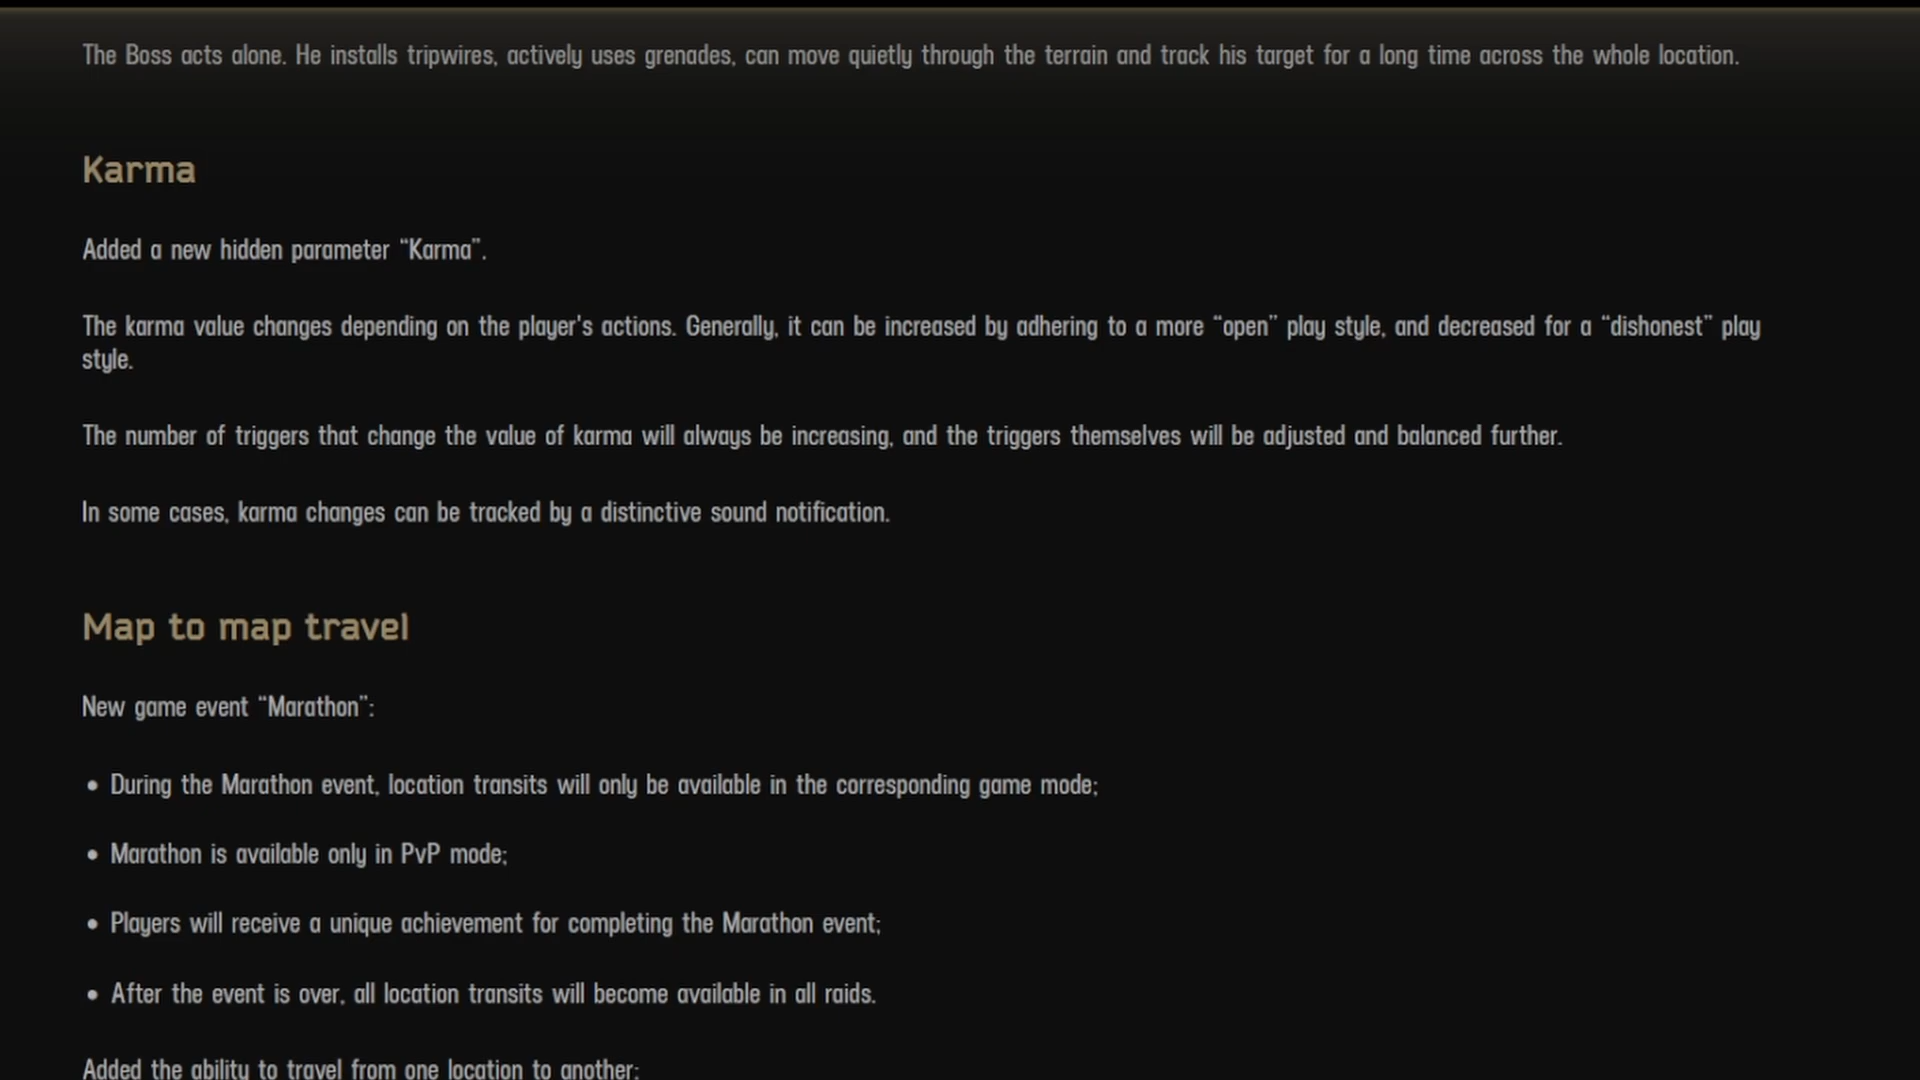 The Boss acts alone. He installs tripwires, actively uses grenades, can move quietly through the terrain and track his target for a long time across the whole location.
Karma
Added a new hidden parameter “Karma”.
The karma value changes depending on the player's actions. Generally, it can be increased by adhering to a more “open” play style, and decreased for a “dishonest” play
style.
The number of triggers that change the value of karma will always be increasing, and the triggers themselves will be adjusted and balanced further.
In some cases, karma changes can be tracked by a distinctive sound notification.
Map to map travel
New game event “Marathon”:
• During the Marathon event, location transits will only be available in the corresponding game mode;
• Marathon is available only in PvP mode;
• Players will receive a unique achievement for completing the Marathon event;
• After the event is over, all location transits will become available in all raids.
Added the ability to travel from one location to another: